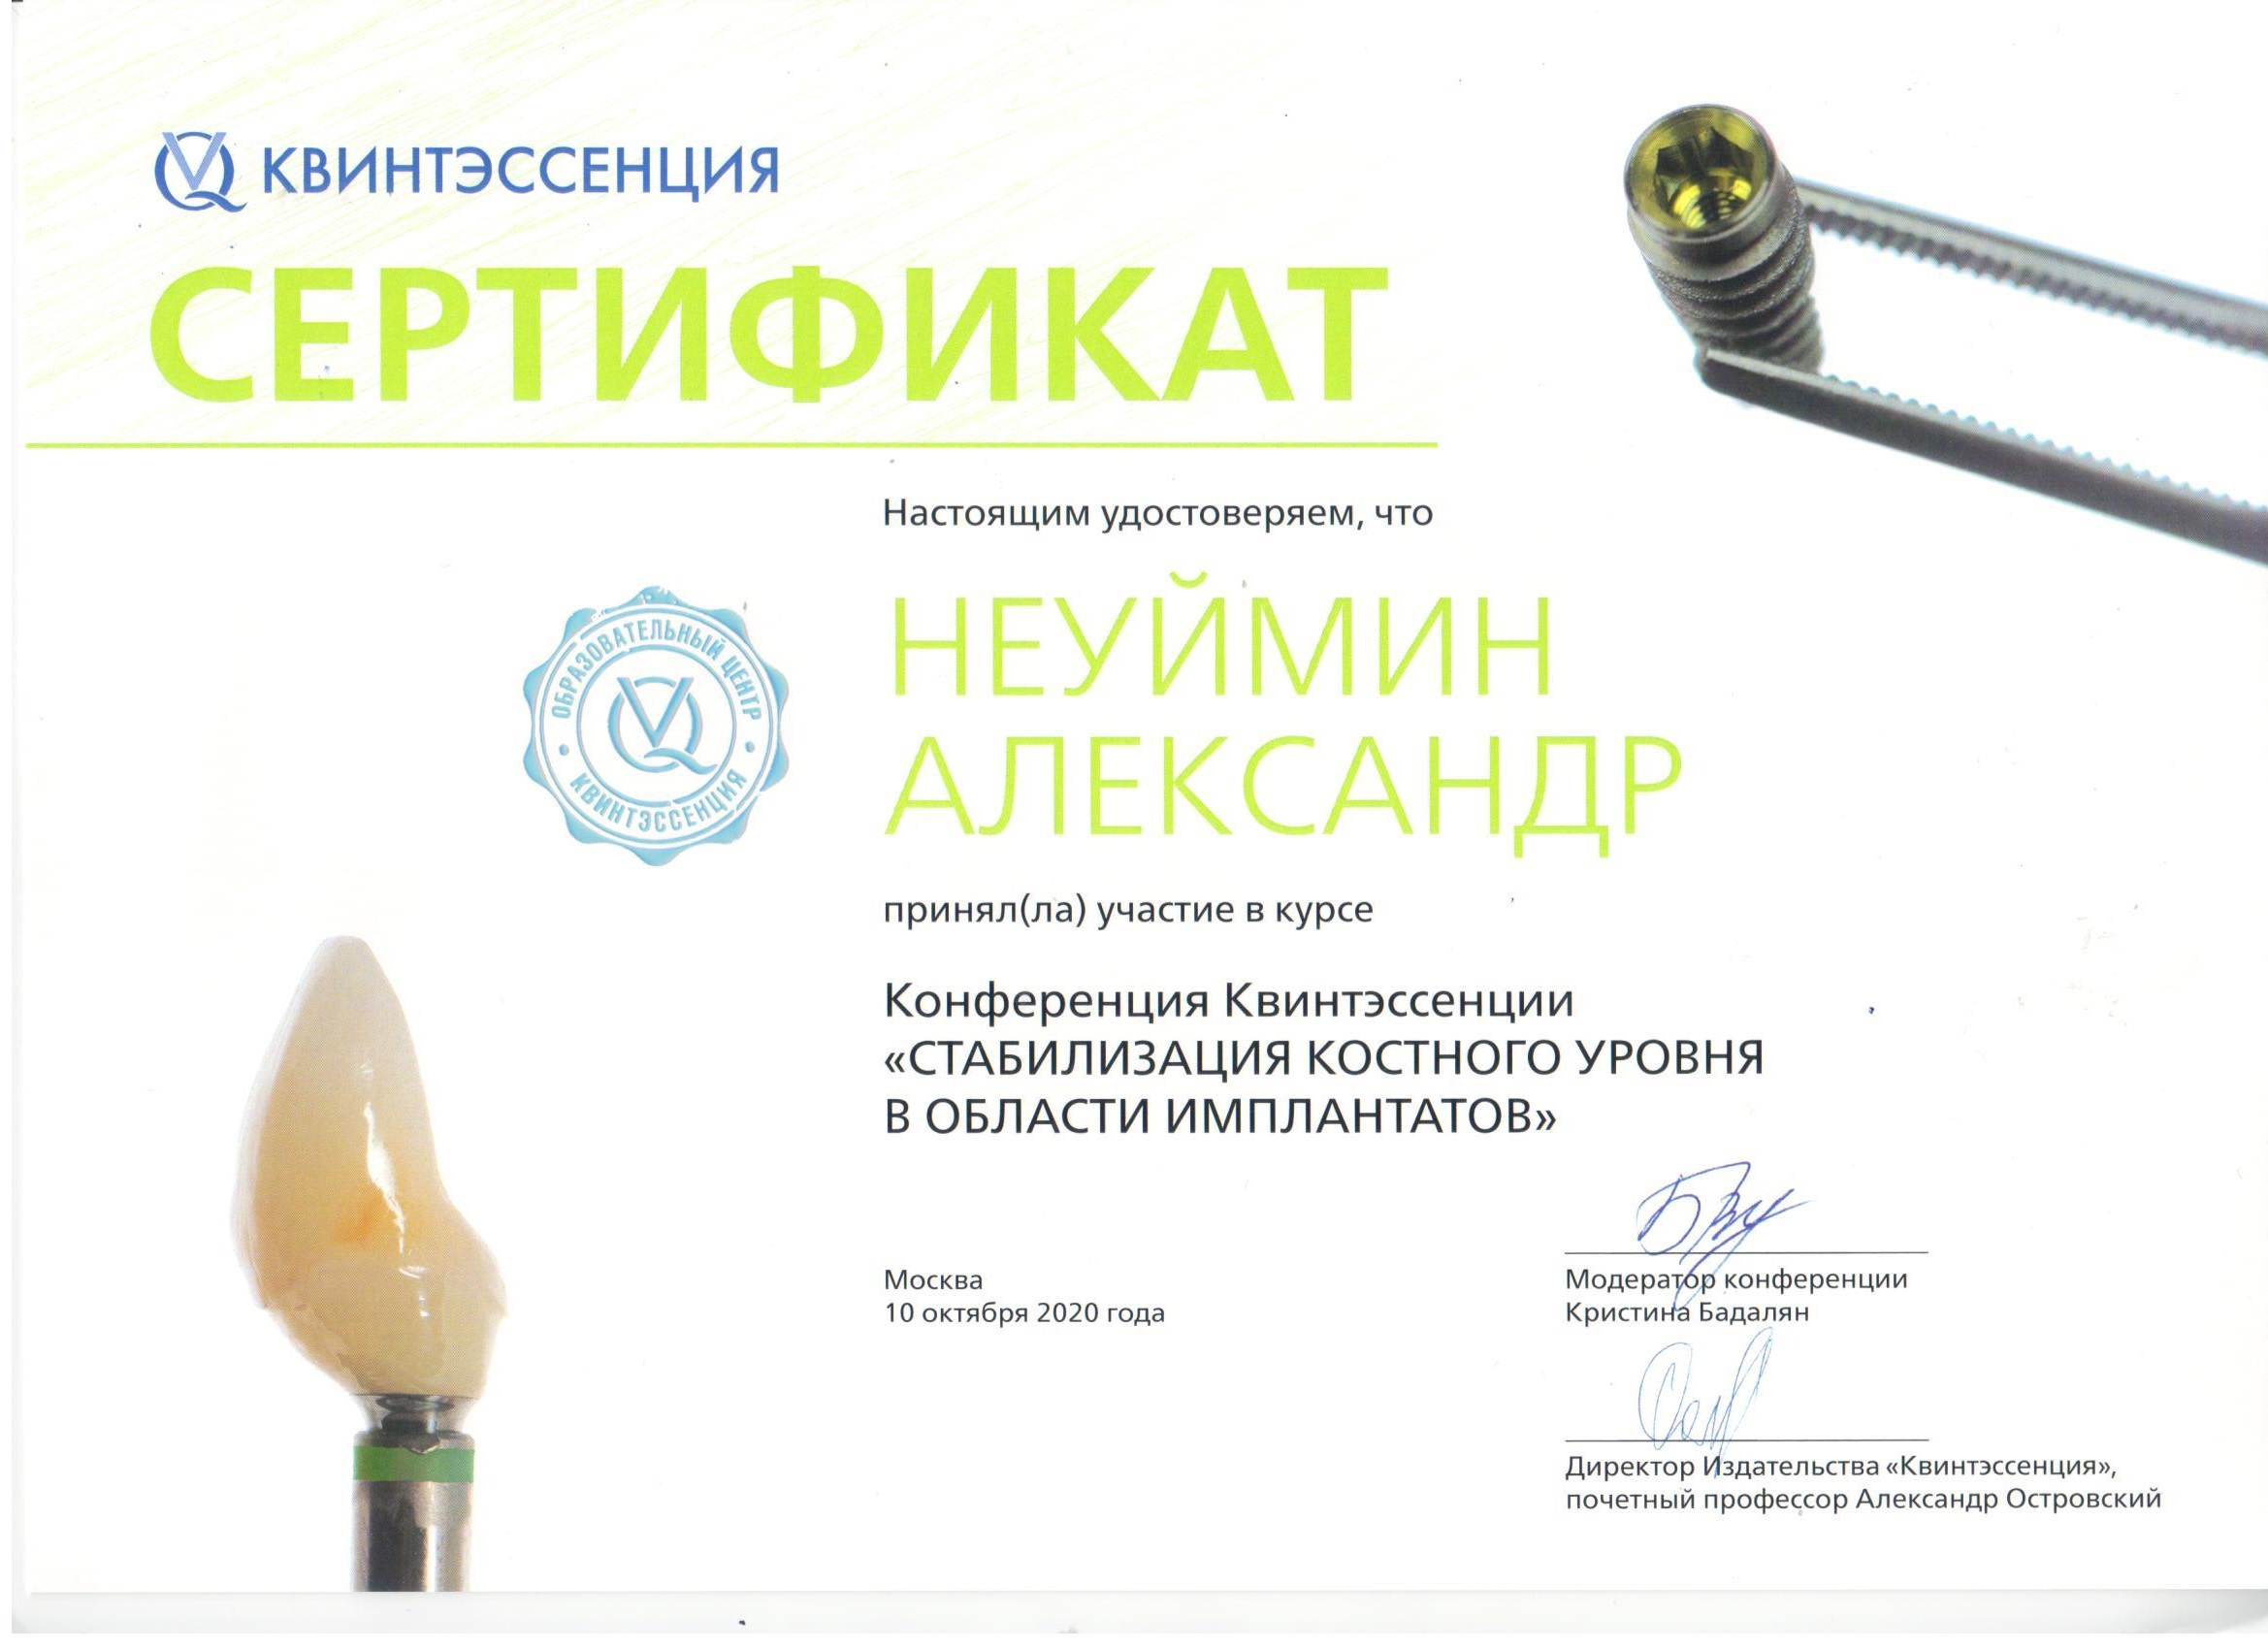 КВИНТЭССЕНЦИЯ
СЕРТИФИКАТ
Настоящим удостоверяем, что
ОБРАЗОВАТЕЛЬНЫЙ ЦЕНТР
КВИНТЭССЕНЦИЯ
НЕУЙМИН
АЛЕКСАНДР
принял(ла) участие в курсе
Конференция Квинтэссенции
«СТАБИЛИЗАЦИЯ КОСТНОГО УРОВНЯ
В ОБЛАСТИ ИМПЛАНТАТОВ»
Москва
10 октября 2020 года
Модератор конференции
Кристина Бадалян
Директор Издательства «Квинтэссенция»,
почетный профессор Александр Островский